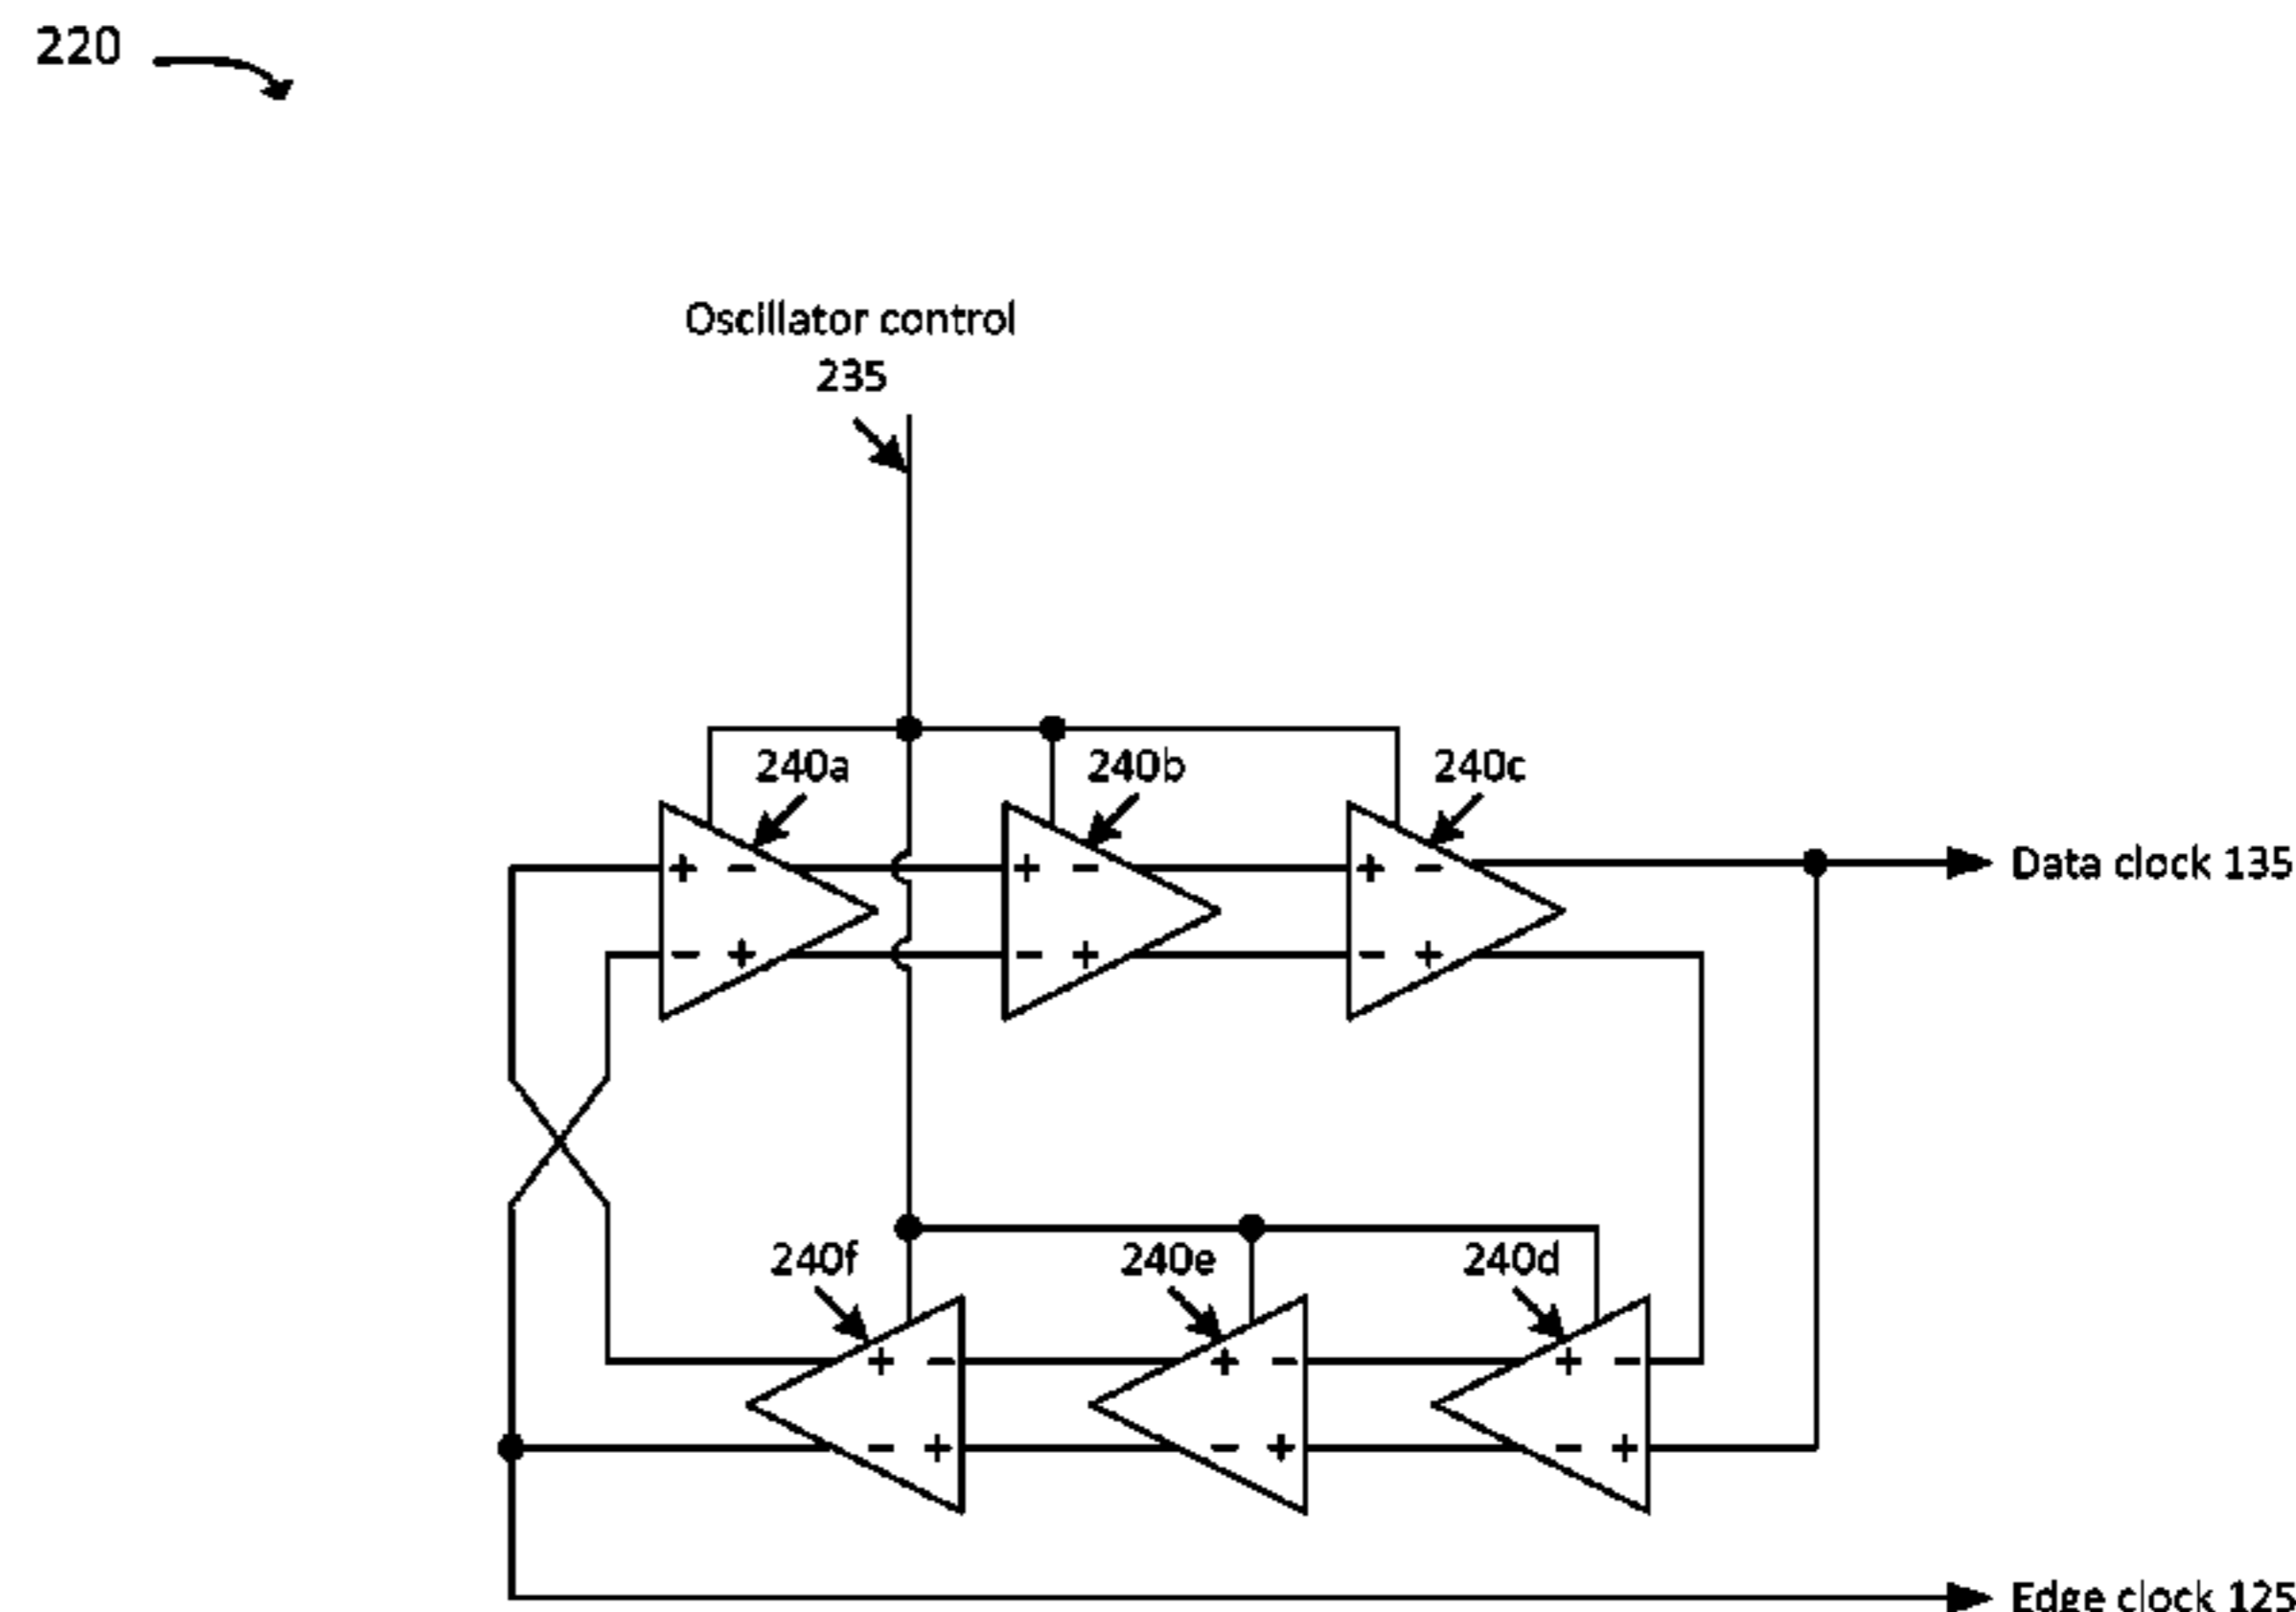 220
Oscillator control
235
240a
240b
240c
+ −
+ −
+ −
Data clock 135
− +
− +
− +
240f
240e
240d
+ −
+ −
+ −
− +
− +
− +
Edge clock 125